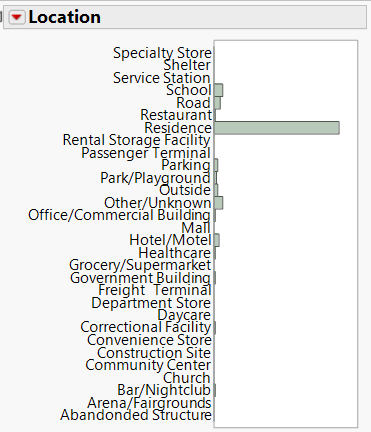 Location
Specialty Store
Shelter
Service Station
School
Road
Restaurant
Residence
Rental Storage Facility
Passenger Terminal
Parking
Park/Playground
Outside
Other/Unknown
Office/Commercial Building
Mall
Hotel/Motel
Healthcare
Grocery/Supermarket
Government Building
Freight  Terminal
Department Store
Daycare
Correctional Facility
Convenience Store
Construction Site
Community Center
Church
Bar/Nightclub
Arena/Fairgrounds
Abandonded Structure